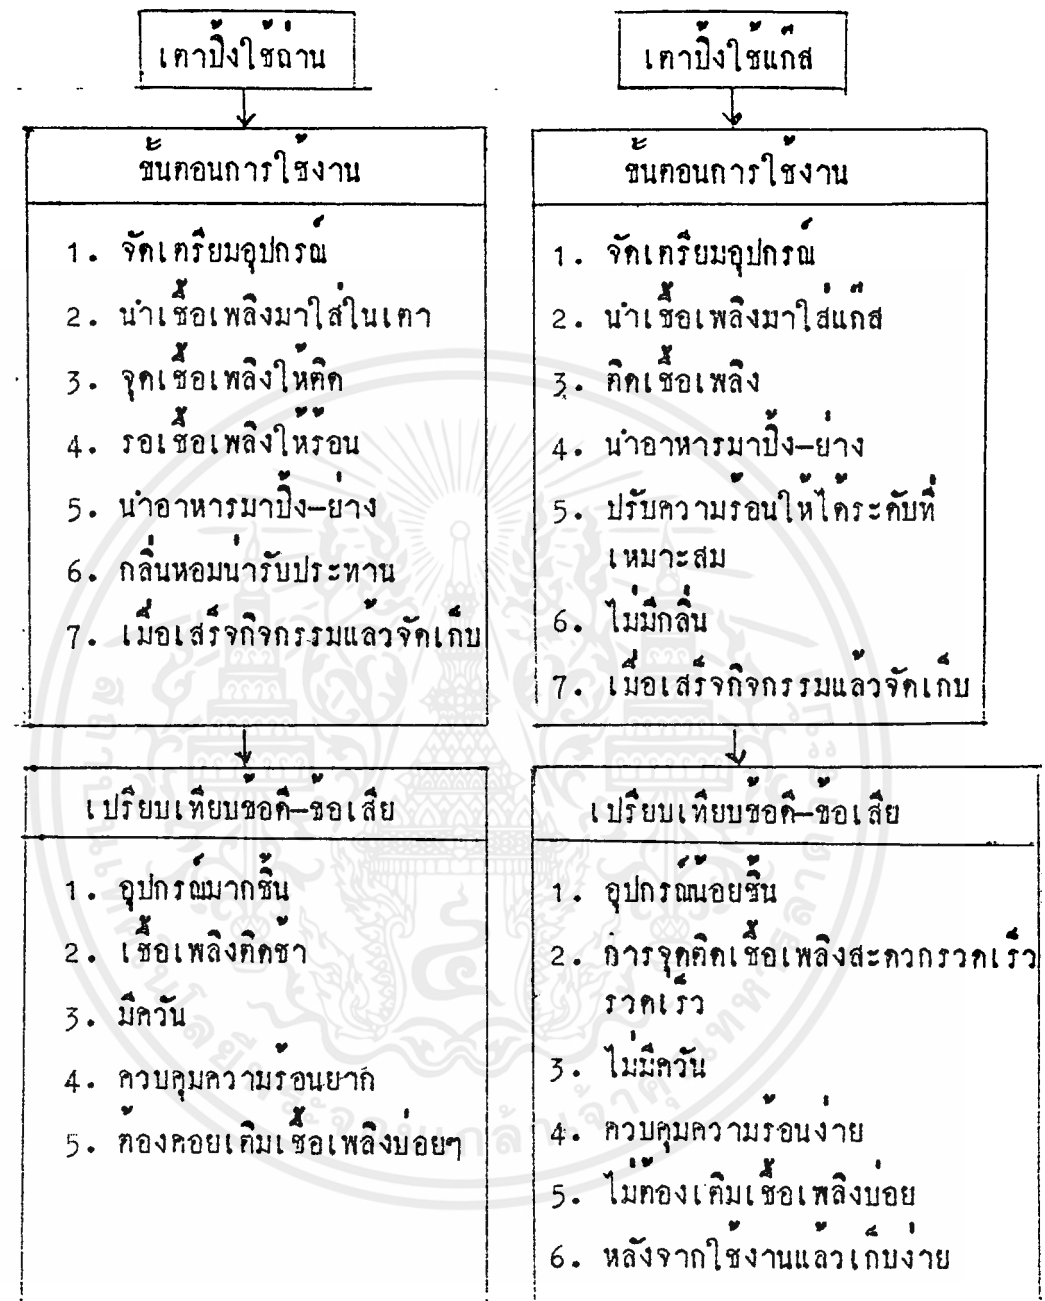 เตาปิ้งใช้ถ่าน
ขั้นตอนการใช้งาน
1. จัดเตรียมอุปกรณ์
2. นำเชื้อเพลิงมาใส่ในเตา
3. จุดเชื้อเพลิงให้ติด
4. รอเชื้อเพลิงให้ร้อน
5. นำอาหารมาปิ้ง-ย่าง
6. กลิ่นหอมน่ารับประทาน
7. เมื่อเสร็จกิจกรรมแล้วจัดเก็บ
เปรียบเทียบข้อดี-ข้อเสีย
1. อุปกรณ์มากชิ้น
2. เชื้อเพลิงติดช้า
3. มีควัน
4. ควบคุมความร้อนยาก
5. ต้องคอยเติมเชื้อเพลิงบ่อยๆ
เตาปิ้งใช้แก๊ส
ขั้นตอนการใช้งาน
1. จัดเตรียมอุปกรณ์
2. นำเชื้อเพลิงมาใส่แก๊ส
3. ติดเชื้อเพลิง
4. นำอาหารมาปิ้ง-ย่าง
5. ปรับความร้อนให้ได้ระดับที่
เหมาะสม
6. ไม่มีกลิ่น
7. เมื่อเสร็จกิจกรรมแล้วจัดเก็บ
เปรียบเทียบข้อดี-ข้อเสีย
1. อุปกรณ์น้อยชิ้น
2. การจุดติดเชื้อเพลิงสะดวกรวดเร็ว
รวดเร็ว
3. ไม่มีควัน
4. ควบคุมความร้อนง่าย
5. ไม่ต้องเติมเชื้อเพลิงบ่อย
6. หลังจากใช้งานแล้วเก็บง่าย